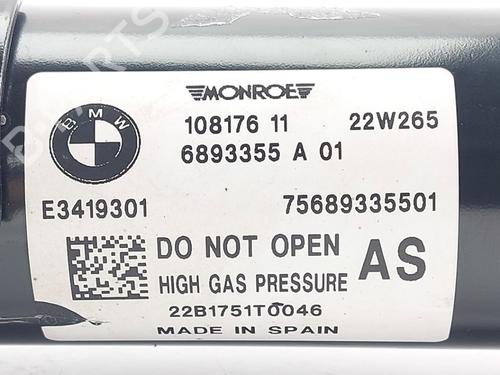 MONROE
BMW
108176 11 22W265
6893355 A 01
E3419301 75689335501
DO NOT OPEN AS
HIGH GAS PRESSURE
22B1751T0046
MADE IN SPAIN